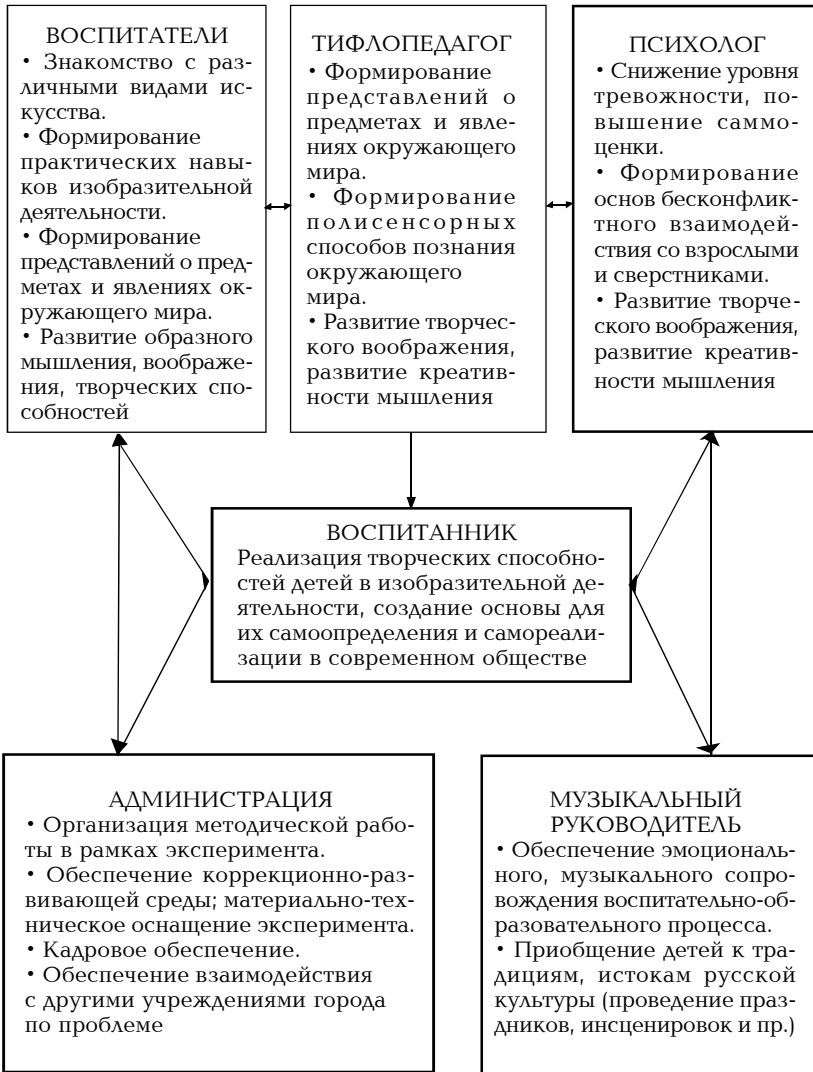 ВОСПИТАТЕЛИ
• Знакомство с раз-
личными видами ис-
кусства.
• Формирование
практических навы-
ков изобразительной
деятельности.
• Формирование
представлений о пред-
метах и явлениях ок-
ружающего мира.
• Развитие образного
мышления, воображе-
ния, творческих спо-
собностей
ТИФЛОПЕДАГОГ
• Формирование
представлений о
предметах и явле-
ниях окружающего
мира.
• Формирование
полисенсорных
способов познания
окружающего
мира.
• Развитие творчес-
кого воображения,
развитие креатив-
ности мышления
ПСИХОЛОГ
• Снижение уровня
тревожности, по-
вышение саммо-
ценки.
• Формирование
основ бесконфлик-
тного взаимодей-
ствия со взрослыми
и сверстниками.
• Развитие творче-
ского воображения,
развитие креатив-
ности мышления
ВОСПИТАННИК
Реализация творческих способно-
стей детей в изобразительной де-
ятельности, создание основы для
их самоопределения и самореали-
зации в современном обществе
АДМИНИСТРАЦИЯ
• Организация методической рабо-
ты в рамках эксперимента.
• Обеспечение коррекционно-раз-
вивающей среды; материально-тех-
ническое оснащение эксперимента.
• Кадровое обеспечение.
• Обеспечение взаимодействия
с другими учреждениями города
по проблеме
МУЗЫКАЛЬНЫЙ
РУКОВОДИТЕЛЬ
• Обеспечение эмоциональ-
ного, музыкального сопро-
вождения воспитательно-об-
разовательного процесса.
• Приобщение детей к тра-
дициям, истокам русской
культуры (проведение праз-
дников, инсценировок и пр.)